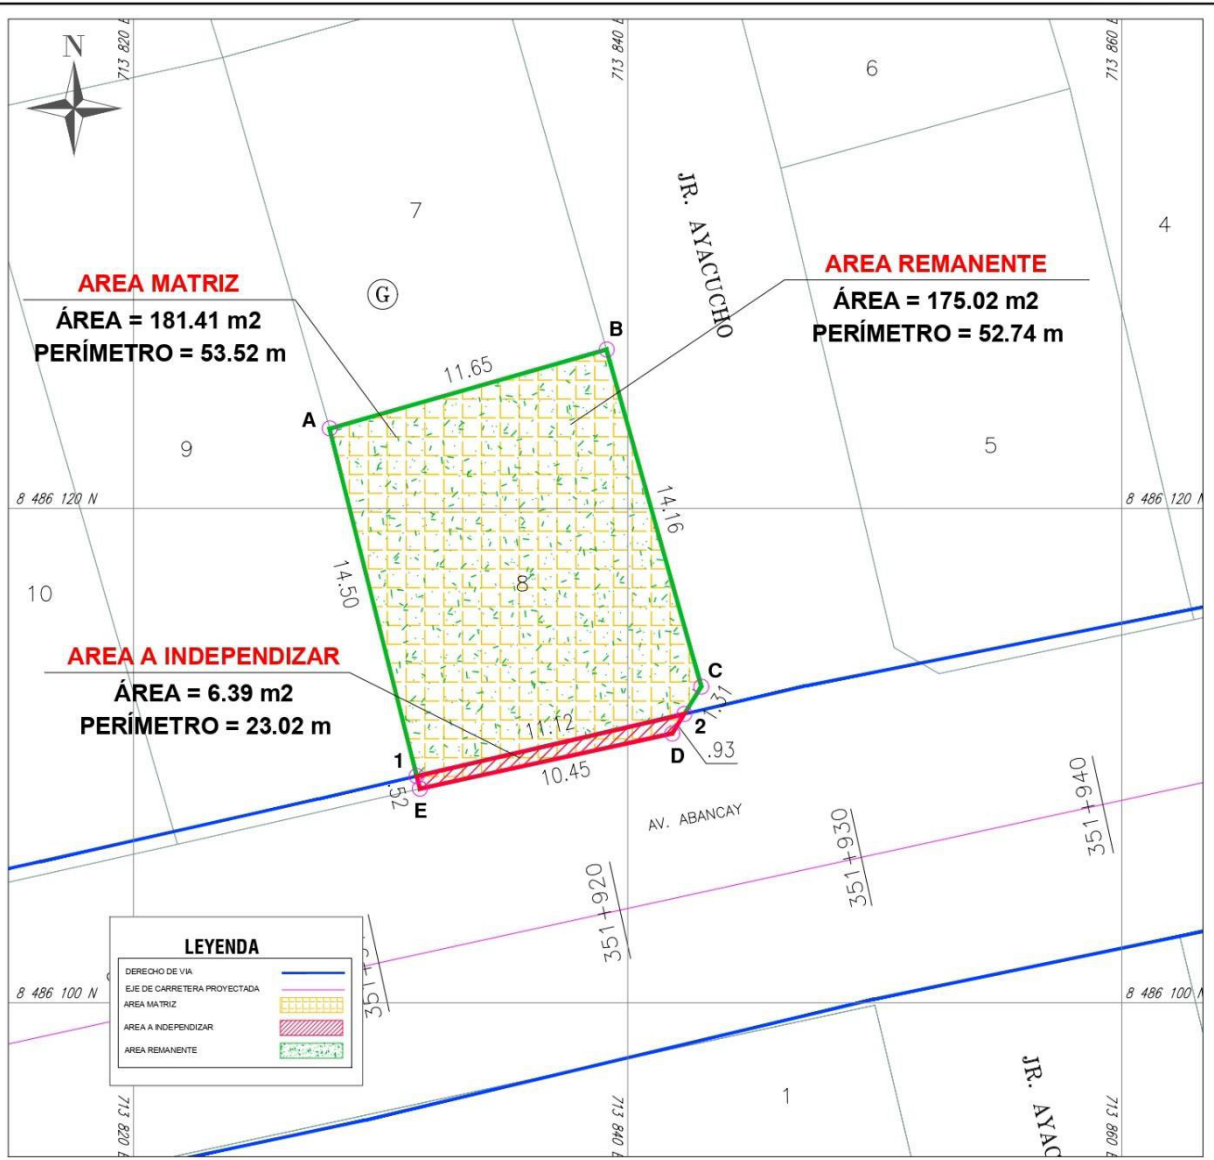 N
713 820 E
713 840
713 860 E
6
7
4
JR. AYACUCHO
AREA MATRIZ
ÁREA = 181.41 m2
PERÍMETRO = 53.52 m
G
AREA REMANENTE
ÁREA = 175.02 m2
PERÍMETRO = 52.74 m
B
11.65
A
9
5
8 486 120 N
8 486 120 N
14.16
14.50
8
10
AREA A INDEPENDIZAR
ÁREA = 6.39 m2
PERÍMETRO = 23.02 m
C
1.31
11.12
2
D
.93
1
10.45
.52
E
AV. ABANCAY
351+940
351+930
351+920
LEYENDA
DERECHO DE VIA
EJE DE CARRETERA PROYECTADA
AREA MATRIZ
AREA A INDEPENDIZAR
AREA REMANENTE
8 486 100 N
8 486 100 N
JR. AYAC
1
713 820 E
713 840
713 860 E